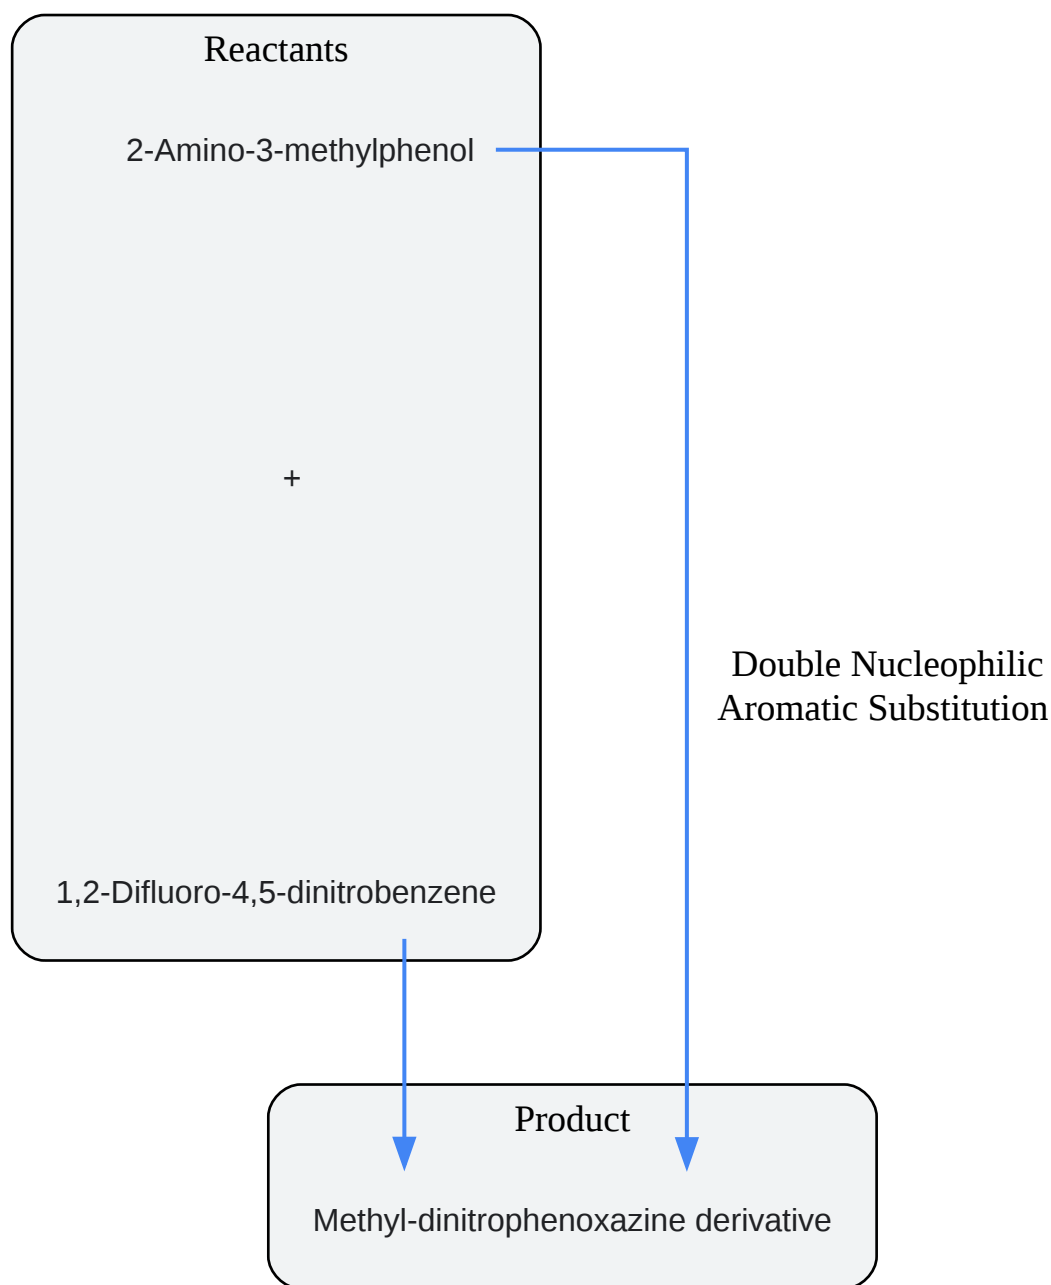 Reactants
2-Amino-3-methylphenol
+
Double Nucleophilic
Aromatic Substitution
1,2-Difluoro-4,5-dinitrobenzene
Product
Methyl-dinitrophenoxazine derivative